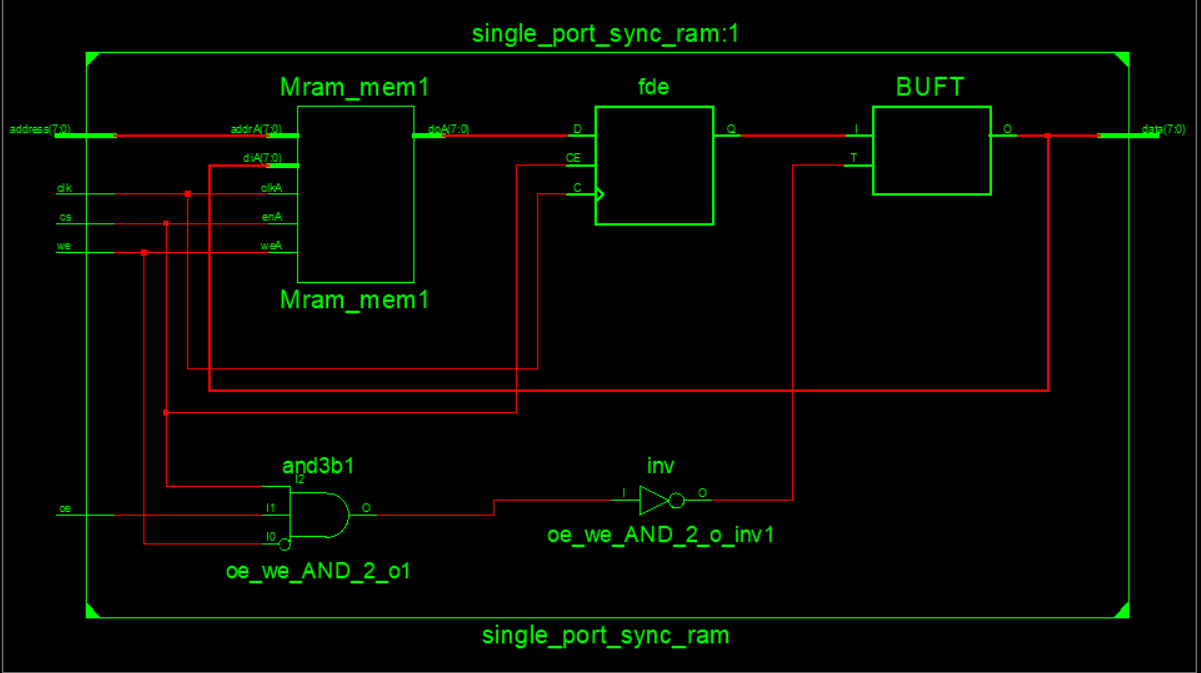 single_port_sync_ram:1
Mram_mem1
fde
BUFT
address(7:0)
addrA(7:0)
doA(7:0)
D
Q
I
O
data(7:0)
diA(7:0)
CE
T
clk
clkA
C
cs
enA
we
weA
Mram_mem1
and3b1
inv
I2
I
O
oe
I1
O
I0
oe_we_AND_2_o_inv1
oe_we_AND_2_o1
single_port_sync_ram